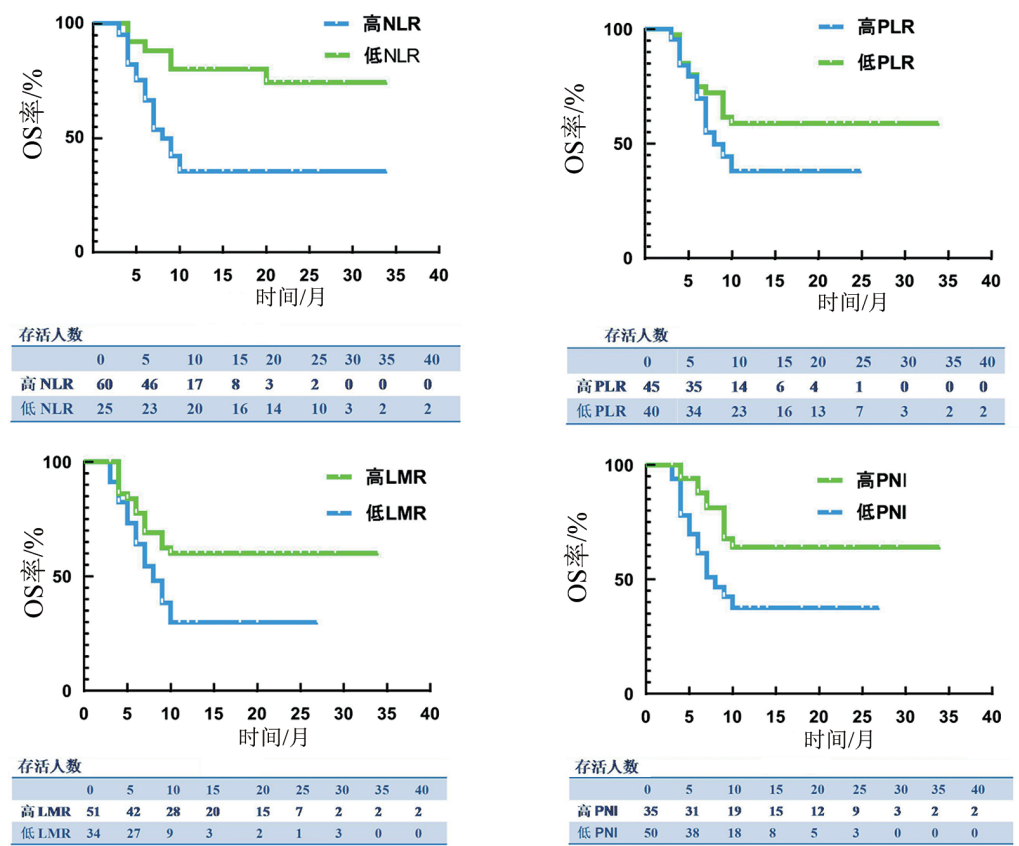 100
50
0
OS率/%
高NLR
低NLR
5 10 15 20 25 30 35 40
时间/月
存活人数
0 5 10 15 20 25 30 35 40
高 NLR 60 46 17 8 3 2 0 0 0
低 NLR 25 23 20 16 14 10 3 2 2
100
50
0
OS率/%
高PLR
低PLR
0 5 10 15 20 25 30 35 40
时间/月
存活人数
0 5 10 15 20 25 30 35 40
高 PLR 45 35 14 6 4 1 0 0 0
低 PLR 40 34 23 16 13 7 3 2 2
100
50
0
OS率/%
高LMR
低LMR
0 5 10 15 20 25 30 35 40
时间/月
存活人数
0 5 10 15 20 25 30 35 40
高 LMR 51 42 28 20 15 7 2 2 2
低 LMR 34 27 9 3 2 1 3 0 0
100
50
0
OS率/%
高PNI
低PNI
0 5 10 15 20 25 30 35 40
时间/月
存活人数
0 5 10 15 20 25 30 35 40
高 PNI 35 31 19 15 12 9 3 2 2
低 PNI 50 38 18 8 5 3 0 0 0